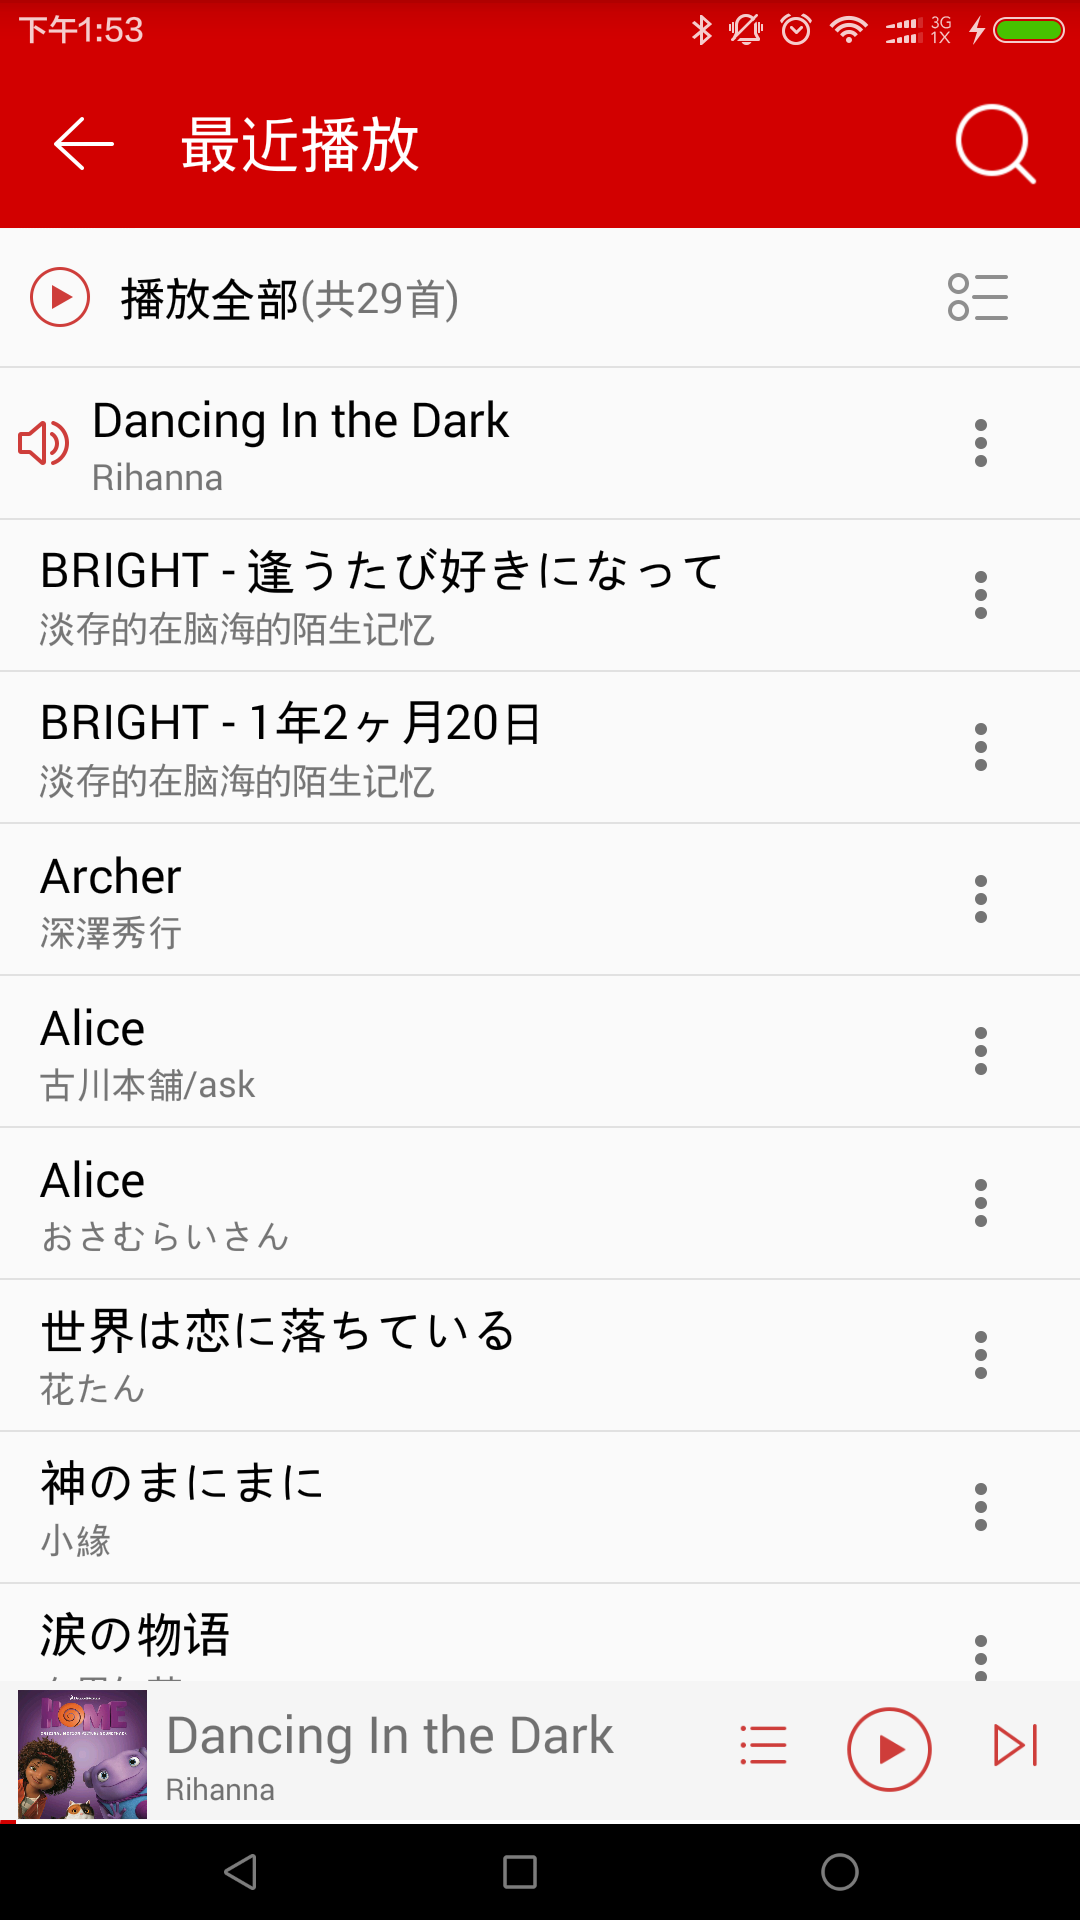 下午1:53
3G
1X
最近播放
播放全部(共29首)
Dancing In the Dark
Rihanna
BRIGHT - 逢うたび好きになって
淡存的在脑海的陌生记忆
BRIGHT - 1年2ヶ月20日
淡存的在脑海的陌生记忆
Archer
深澤秀行
Alice
古川本舗/ask
Alice
おさむらいさん
世界は恋に落ちている
花たん
神のまにまに
小緣
涙の物语
HOME
ORIGINAL MOTION PICTURE SOUNDTRACK
Dancing In the Dark
Rihanna